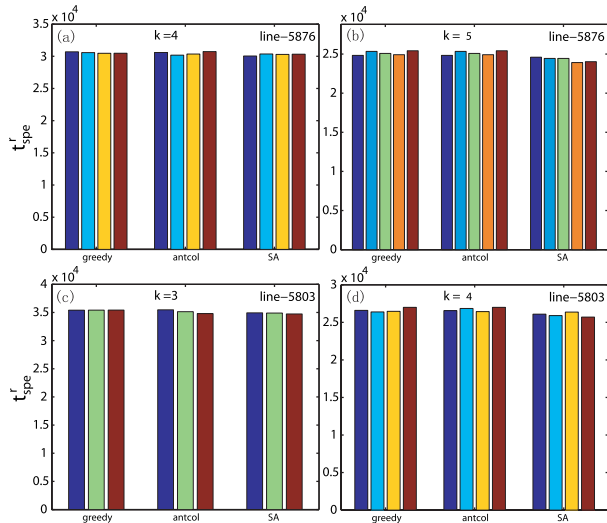 x 10^4
(a) k =4 line-5876
3.5
3
2.5
2
1.5
1
0.5
0
t^r_spe
greedy antcol SA
x 10^4
(b) k = 5 line-5876
2.5
2
1.5
1
0.5
0
greedy antcol SA
x 10^4
(c) k =3 line-5803
4
3.5
3
2.5
2
1.5
1
0.5
0
t^r_spe
greedy antcol SA
x 10^4
(d) k = 4 line-5803
3
2.5
2
1.5
1
0.5
0
greedy antcol SA